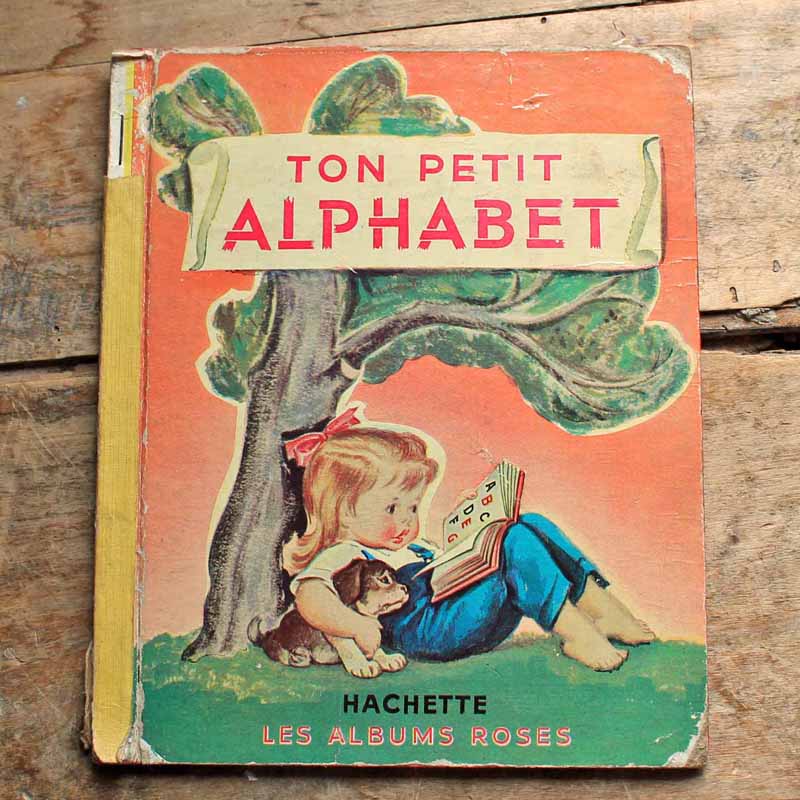 TON PETIT
ALPHABET
A B C
D E
F G
HACHETTE
LES ALBUMS ROSES